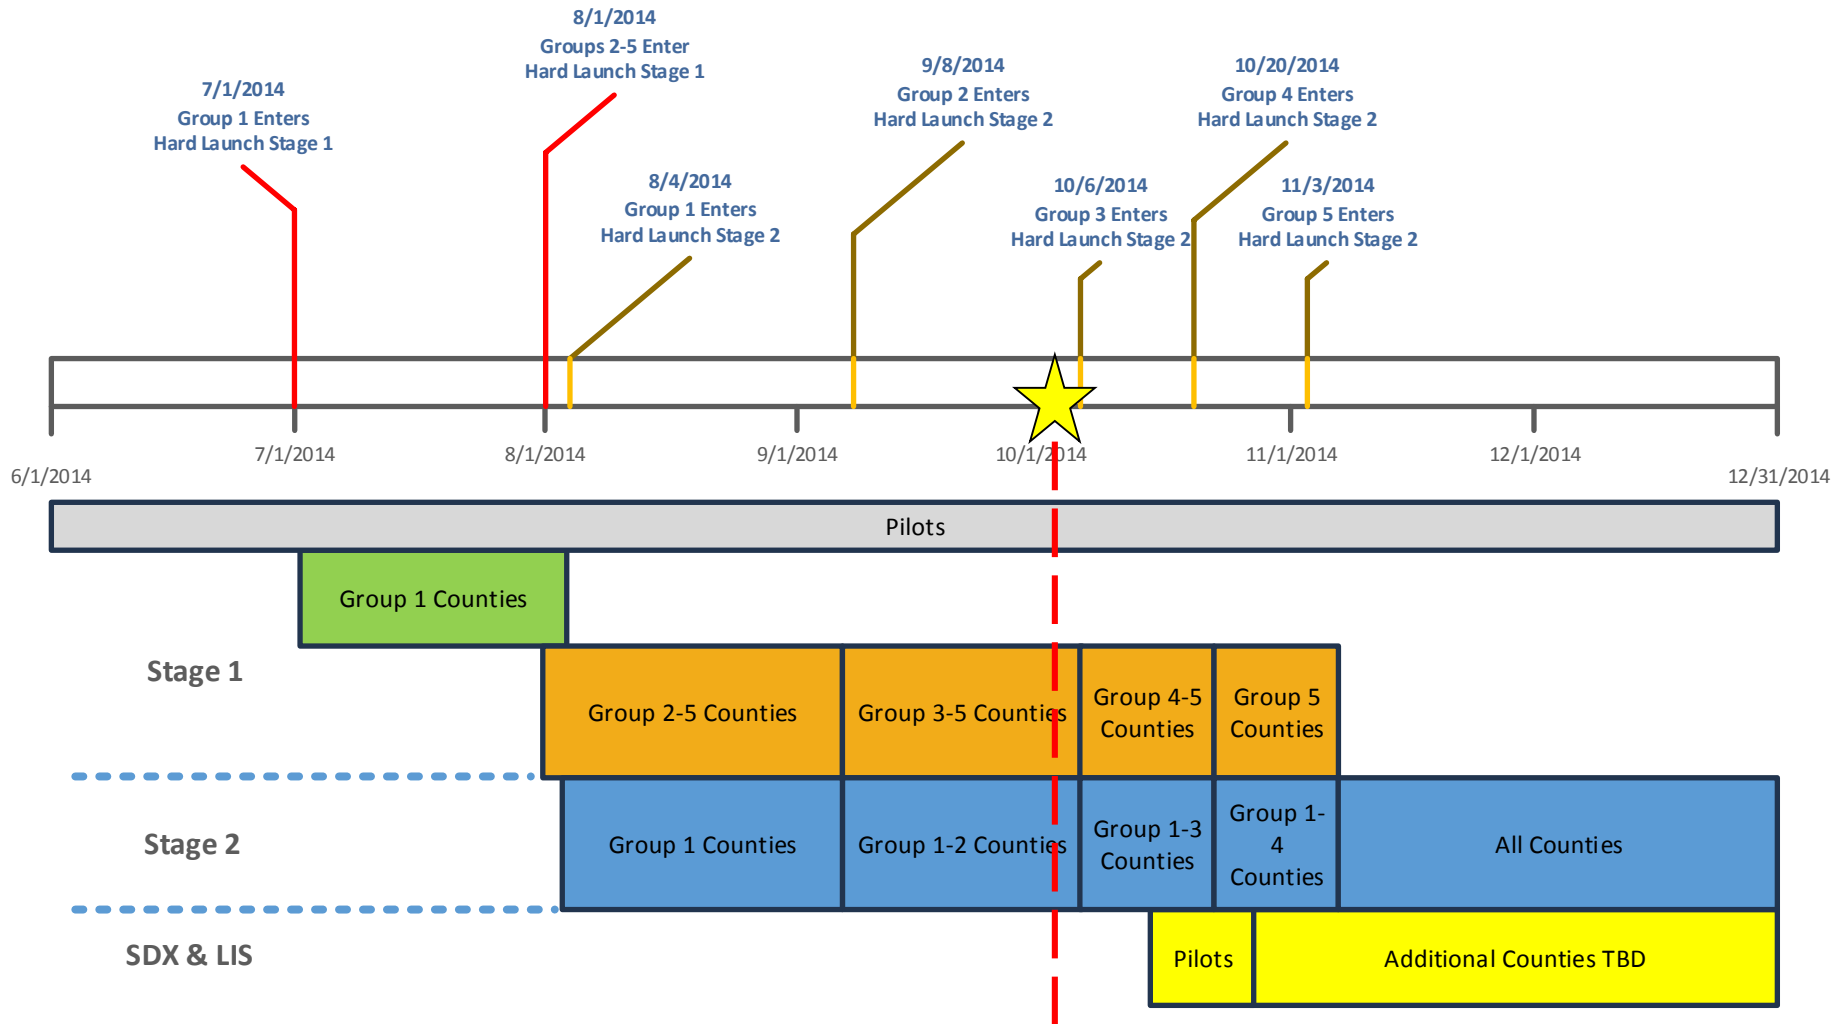 8/1/2014
Groups 2-5 Enter
Hard Launch Stage 1
7/1/2014
Group 1 Enters
Hard Launch Stage 1
9/8/2014
Group 2 Enters
Hard Launch Stage 2
10/20/2014
Group 4 Enters
Hard Launch Stage 2
8/4/2014
Group 1 Enters
Hard Launch Stage 2
10/6/2014
Group 3 Enters
Hard Launch Stage 2
11/3/2014
Group 5 Enters
Hard Launch Stage 2
6/1/2014
7/1/2014
8/1/2014
9/1/2014
10/1/2014
11/1/2014
12/1/2014
12/31/2014
Pilots
Group 1 Counties
Stage 1
Group 2-5 Counties
Group 3-5 Counties
Group 4-5
Counties
Group 5
Counties
Stage 2
Group 1 Counties
Group 1-2 Counties
Group 1-3
Counties
Group 1-
4
Counties
All Counties
SDX & LIS
Pilots
Additional Counties TBD